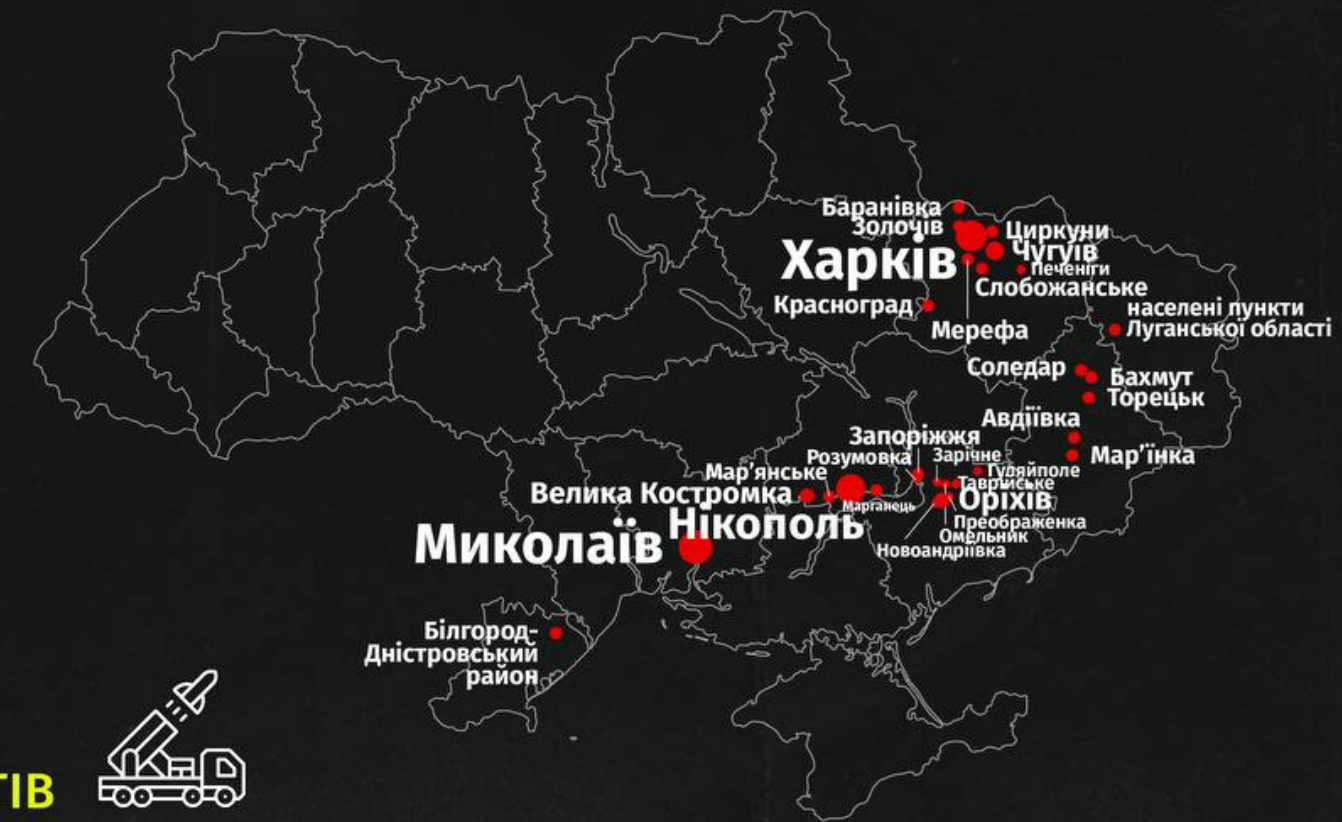 Баранівка
Золочів
Циркуни
Харків
Чугуїв
Печеніги
Слобожанське
Красноград
Мерефа
населені пункти
Луганської області
Соледар
Бахмут
Торецьк
Авдіївка
Мар'їнка
Запоріжжя
Розумовка
Зарічне
Гуляйполе
Мар'янське
Таврійське
Велика Костромка
Марганець
Оріхів
Нікополь
Преображенка
Омельник
Новоандріївка
Миколаїв
Білгород-
Дністровський
район
ТІВ